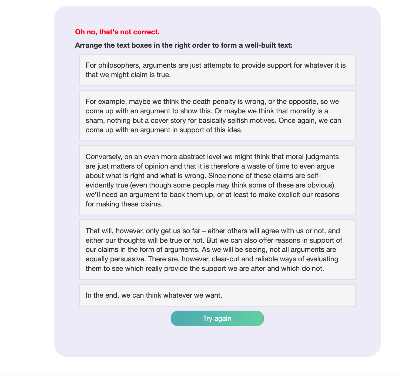 Oh no, that's not correct.
Arrange the text boxes in the right order to form a well-built text:
For philosophers, arguments are just attempts to provide support for whatever it is
that we might claim is true.
For example, maybe we think the death penalty is wrong, or the opposite, so we
come up with an argument to show this. Or maybe we think that morality is a
sham, nothing but a cover story for basically selfish motives. Once again, we can
come up with an argument in support of this idea.
Conversely, on an even more abstract level we might think that moral judgments
are just matters of opinion and that it is therefore a waste of time to even argue
about what is right and what is wrong. Since none of these claims are self-
evidently true (even though some people may think some of these are obvious)
we'll need an argument to back them up, or at least to make explicit our reasons
for making these claims.
That will, however, only get us so far – either others will agree with us or not, and
either our thoughts will be true or not. But we can also offer reasons in support of
our claims in the form of arguments. As we will be seeing, not all arguments are
equally persuasive. There are, however, clear-cut and reliable ways of evaluating
them to see which really provide the support we are after and which do not.
In the end, we can think whatever we want.
Try again